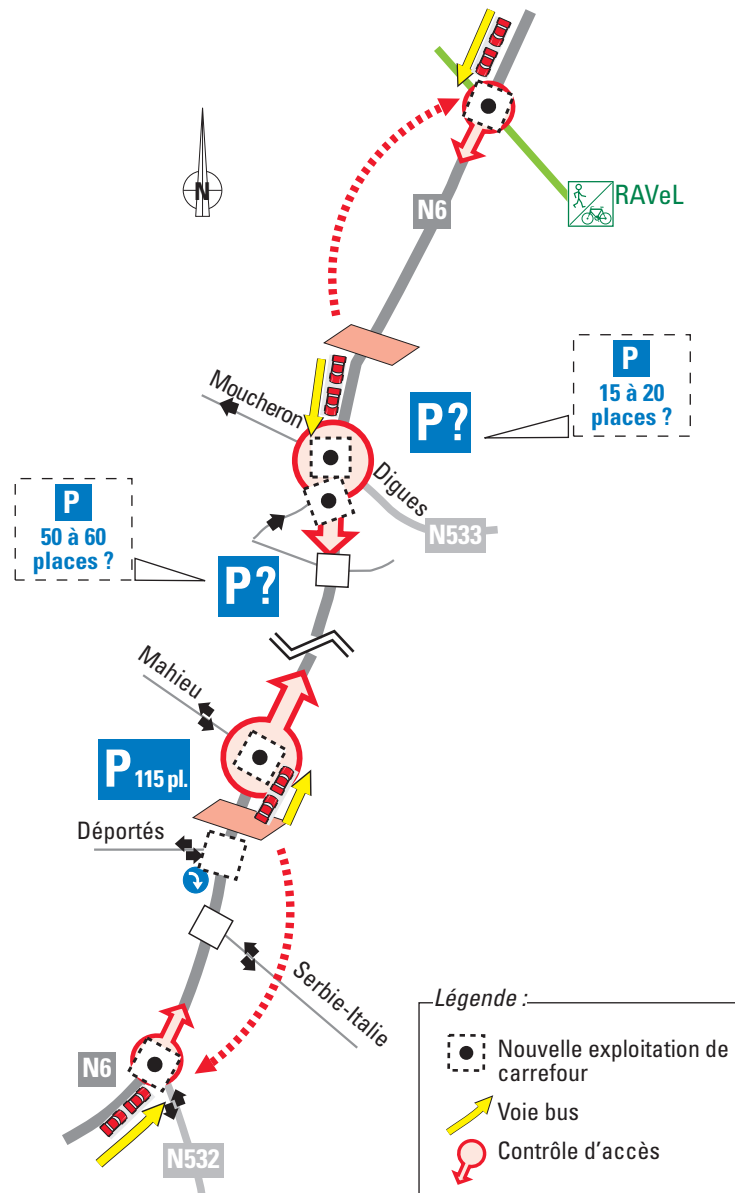 N
RAVeL
N6
P
15 à 20
places ?
Moucheron
P?
Digues
P
50 à 60
places ?
N533
P?
Mahieu
P 115 pl.
Déportés
Serbie-Italie
N6
N532
Légende :
Nouvelle exploitation de
carrefour
Voie bus
Contrôle d'accès